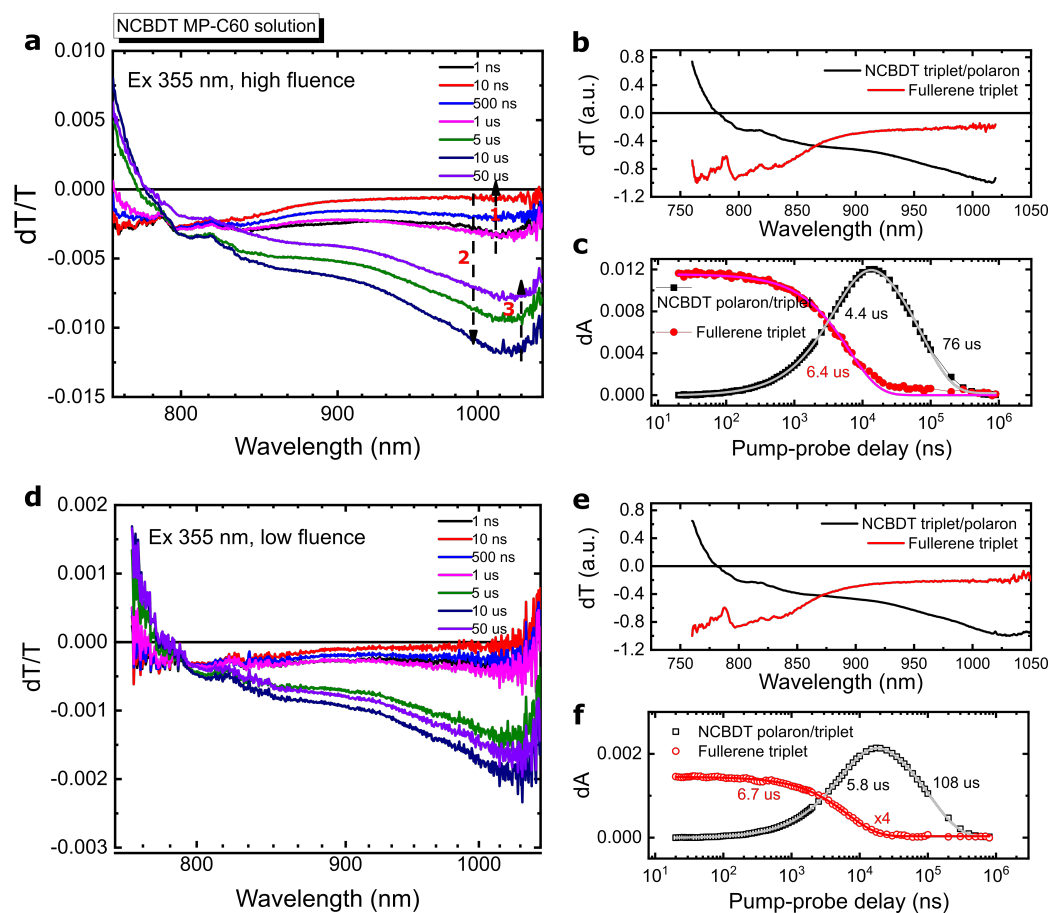 NCBDT MP-C60 solution
a
Ex 355 nm, high fluence
1 ns
10 ns
500 ns
1 us
5 us
10 us
50 us
0.010
0.005
0.000
-0.005
-0.010
-0.015
dT/T
1
2
3
800 900 1000
Wavelength (nm)
b
NCBDT triplet/polaron
Fullerene triplet
0.8
0.4
0.0
-0.4
-0.8
-1.2
dT (a.u.)
750 800 850 900 950 1000 1050
Wavelength (nm)
c
0.012
0.008
0.004
0.000
dA
NCBDT polaron/triplet
Fullerene triplet
4.4 us
76 us
6.4 us
10¹ 10² 10³ 10⁴ 10⁵ 10⁶
Pump-probe delay (ns)
d
Ex 355 nm, low fluence
1 ns
10 ns
500 ns
1 us
5 us
10 us
50 us
0.002
0.001
0.000
-0.001
-0.002
-0.003
dT/T
800 900 1000
Wavelength (nm)
e
NCBDT triplet/polaron
Fullerene triplet
0.8
0.4
0.0
-0.4
-0.8
-1.2
dT (a.u.)
750 800 850 900 950 1000 1050
Wavelength (nm)
f
NCBDT polaron/triplet
Fullerene triplet
0.002
0.000
dA
6.7 us
5.8 us
108 us
x4
10¹ 10² 10³ 10⁴ 10⁵ 10⁶
Pump-probe delay (ns)